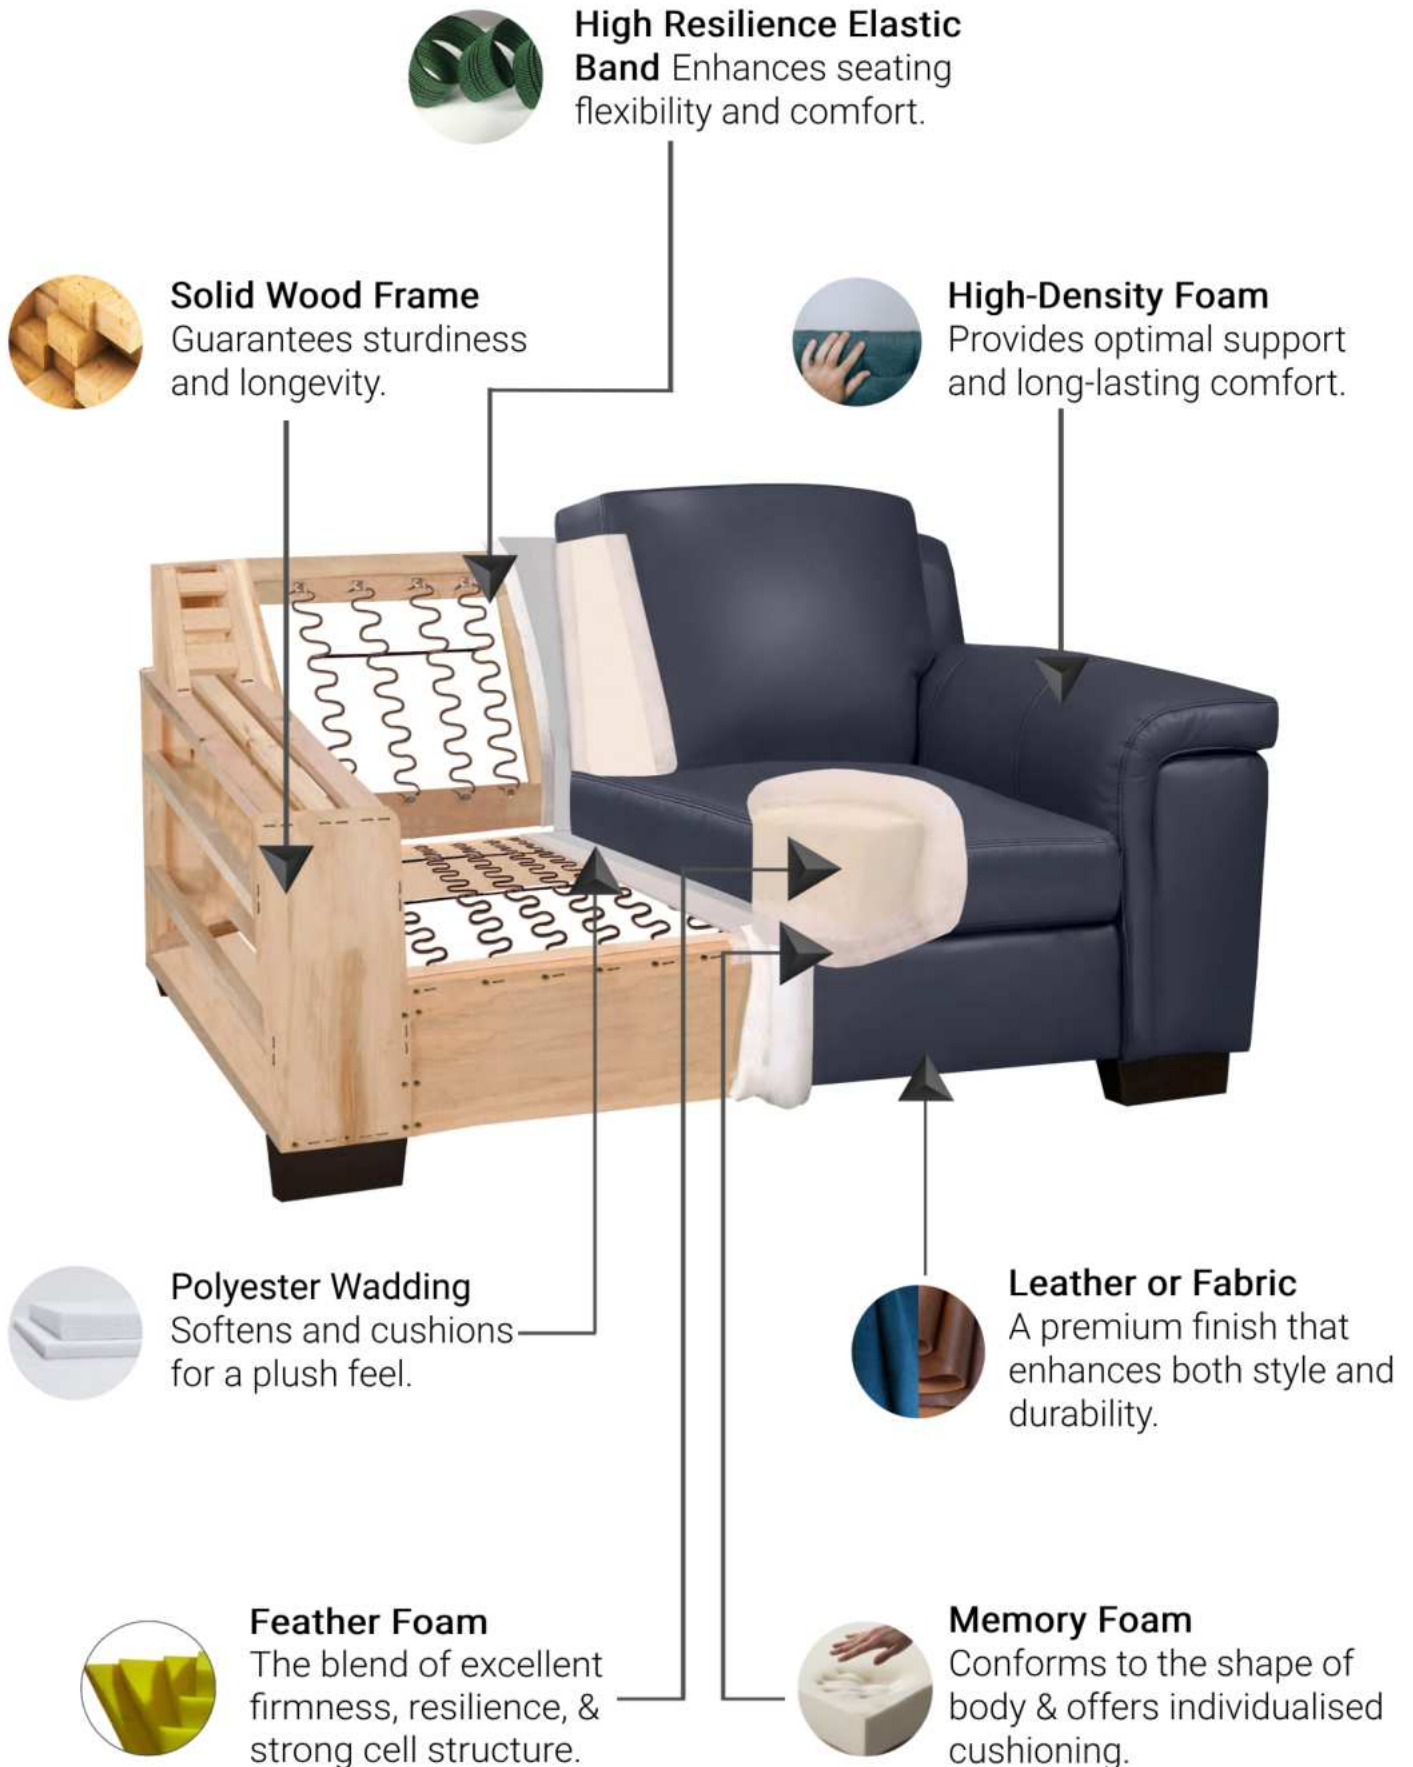 High Resilience Elastic
Band Enhances seating
flexibility and comfort.
Solid Wood Frame
Guarantees sturdiness
and longevity.
High-Density Foam
Provides optimal support
and long-lasting comfort.
Polyester Wadding
Softens and cushions
for a plush feel.
Leather or Fabric
A premium finish that
enhances both style and
durability.
Feather Foam
The blend of excellent
firmness, resilience, &
strong cell structure.
Memory Foam
Conforms to the shape of
body & offers individualised
cushioning.